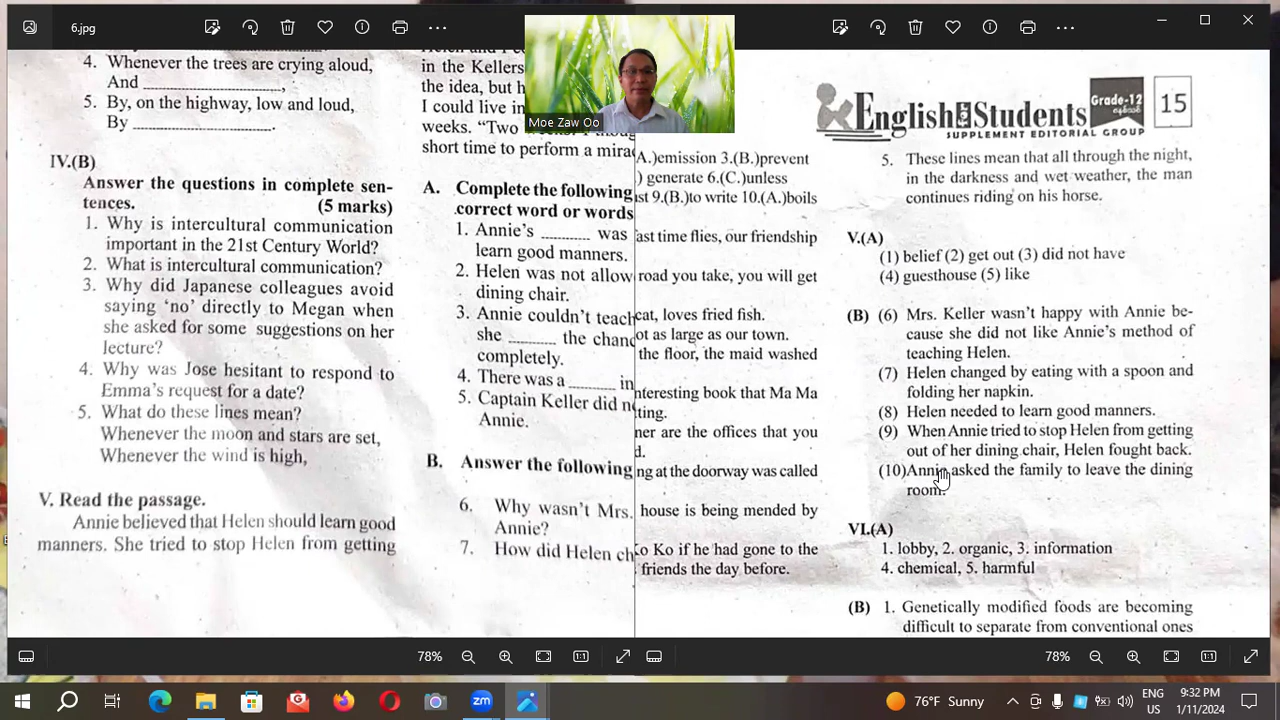 6.jpg
Moe Zaw Oo
4. Whenever the trees are crying aloud,
And ____________,
5. By, on the highway, low and loud,
By ____________.
IV.(B)
Answer the questions in complete sen-
tences. (5 marks)
1. Why is intercultural communication
important in the 21st Century World?
2. What is intercultural communication?
3. Why did Japanese colleagues avoid
saying ‘no’ directly to Megan when
she asked for some suggestions on her
lecture?
4. Why was Jose hesitant to respond to
Emma's request for a date?
5. What do these lines mean?
Whenever the moon and stars are set,
Whenever the wind is high,
V. Read the passage.
Annie believed that Helen should learn good
manners. She tried to stop Helen from getting
in the Kellers
the idea, but h
I could live in
weeks. “Two
short time to perform a mira
A. Complete the following
correct word or words
1. Annie's ______ was
learn good manners.
2. Helen was not allow
dining chair.
3. Annie couldn't teach
she ______ the chanc
completely.
4. There was a ______ in
5. Captain Keller did n
Annie.
B. Answer the following
6. Why wasn't Mrs.
Annie?
7. How did Helen ch
A.)emission 3.(B.)prevent
) generate 6.(C.)unless
st 9.(B.)to write 10.(A.)boils
ast time flies, our friendship
road you take, you will get
cat, loves fried fish.
ot as large as our town.
the floor, the maid washed
nteresting book that Ma Ma
ting.
ner are the offices that you
d.
ng at the doorway was called
house is being mended by
Ko Ko if he had gone to the
friends the day before.
English Students
Grade-12
15
SUPPLEMENT EDITORIAL GROUP
5. These lines mean that all through the night,
in the darkness and wet weather, the man
continues riding on his horse.
V.(A)
(1) belief (2) get out (3) did not have
(4) guesthouse (5) like
(B) (6) Mrs. Keller wasn't happy with Annie be-
cause she did not like Annie's method of
teaching Helen.
(7) Helen changed by eating with a spoon and
folding her napkin.
(8) Helen needed to learn good manners.
(9) When Annie tried to stop Helen from getting
out of her dining chair, Helen fought back.
(10)Annie asked the family to leave the dining
room.
VI.(A)
1. lobby, 2. organic, 3. information
4. chemical, 5. harmful
(B) 1. Genetically modified foods are becoming
difficult to separate from conventional ones
78%
78%
76°F Sunny
ENG
US
9:32 PM
1/11/2024